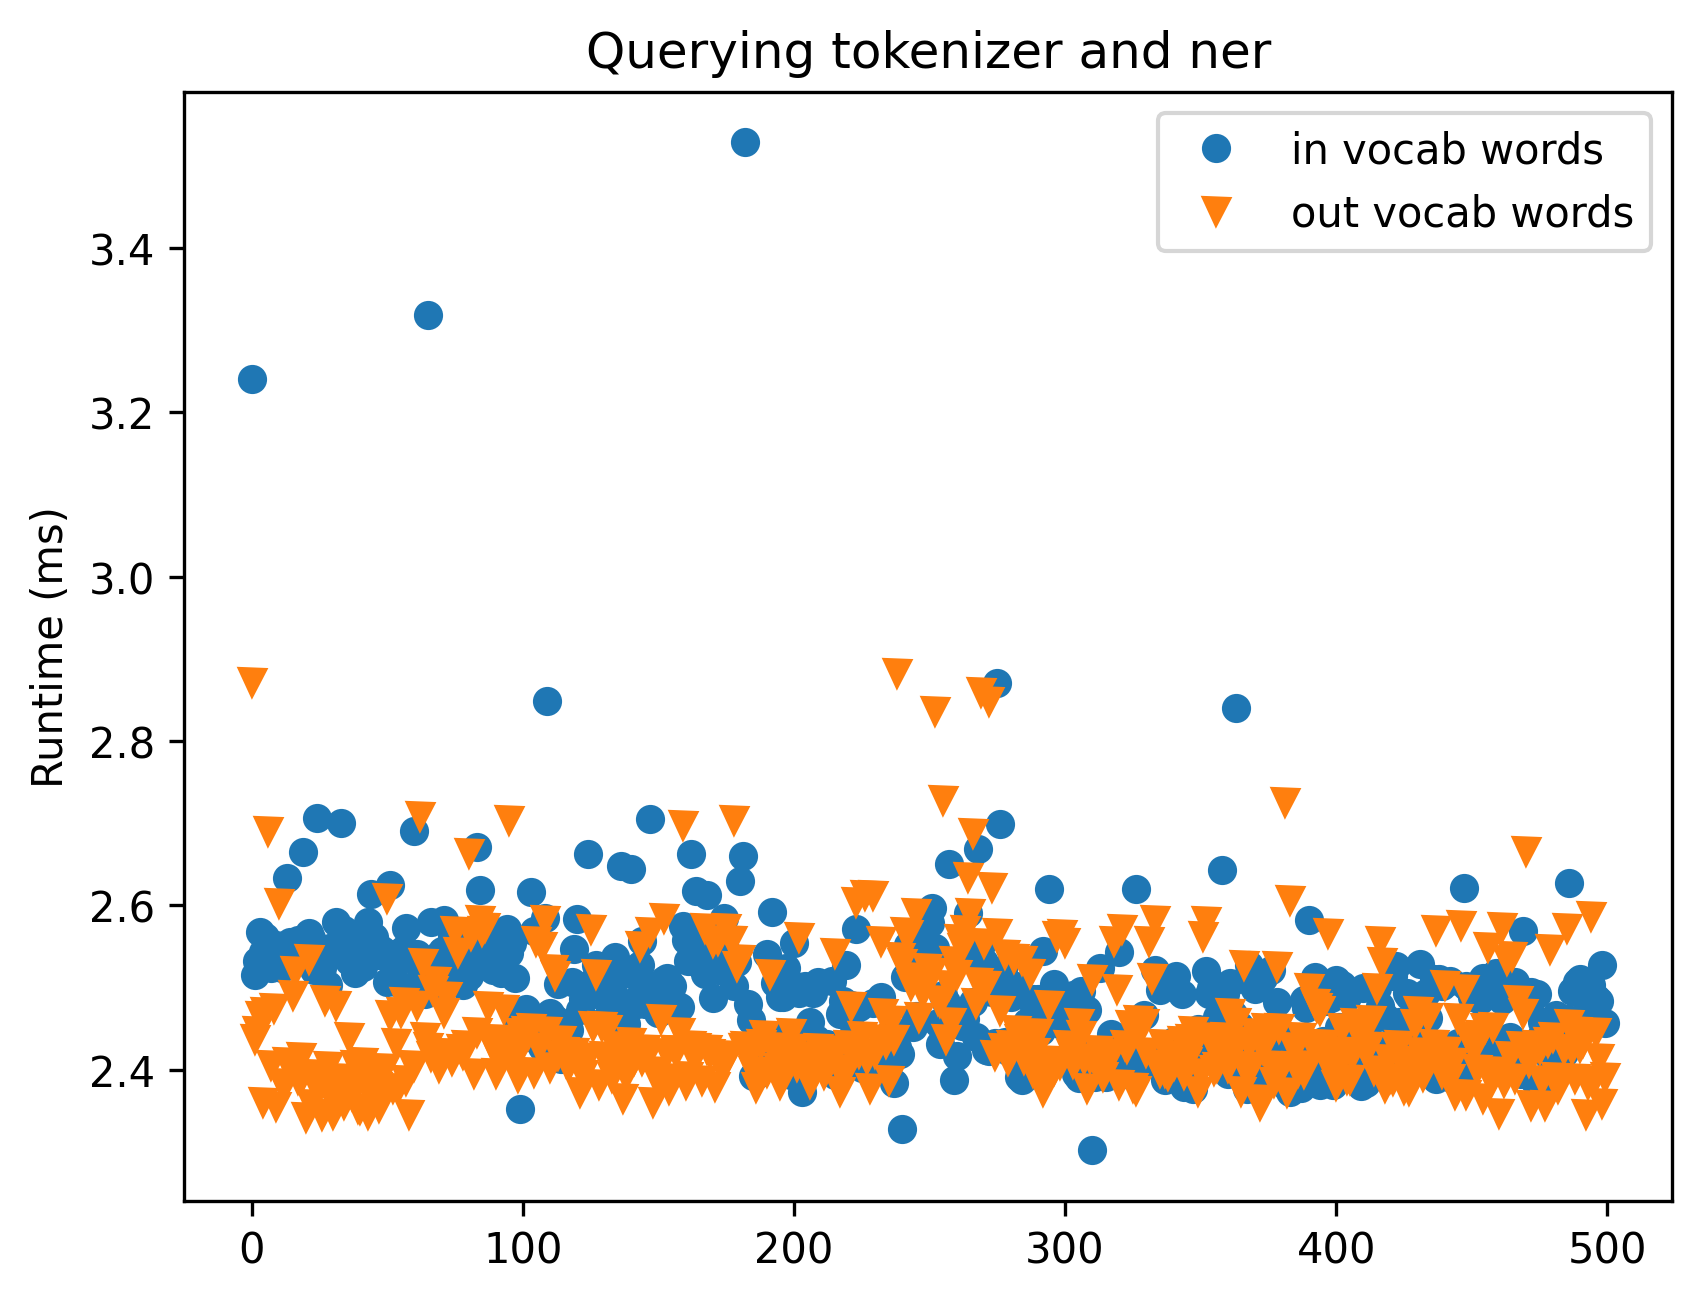 Querying tokenizer and ner
in vocab words
out vocab words
Runtime (ms)
3.4
3.2
3.0
2.8
2.6
2.4
0 100 200 300 400 500